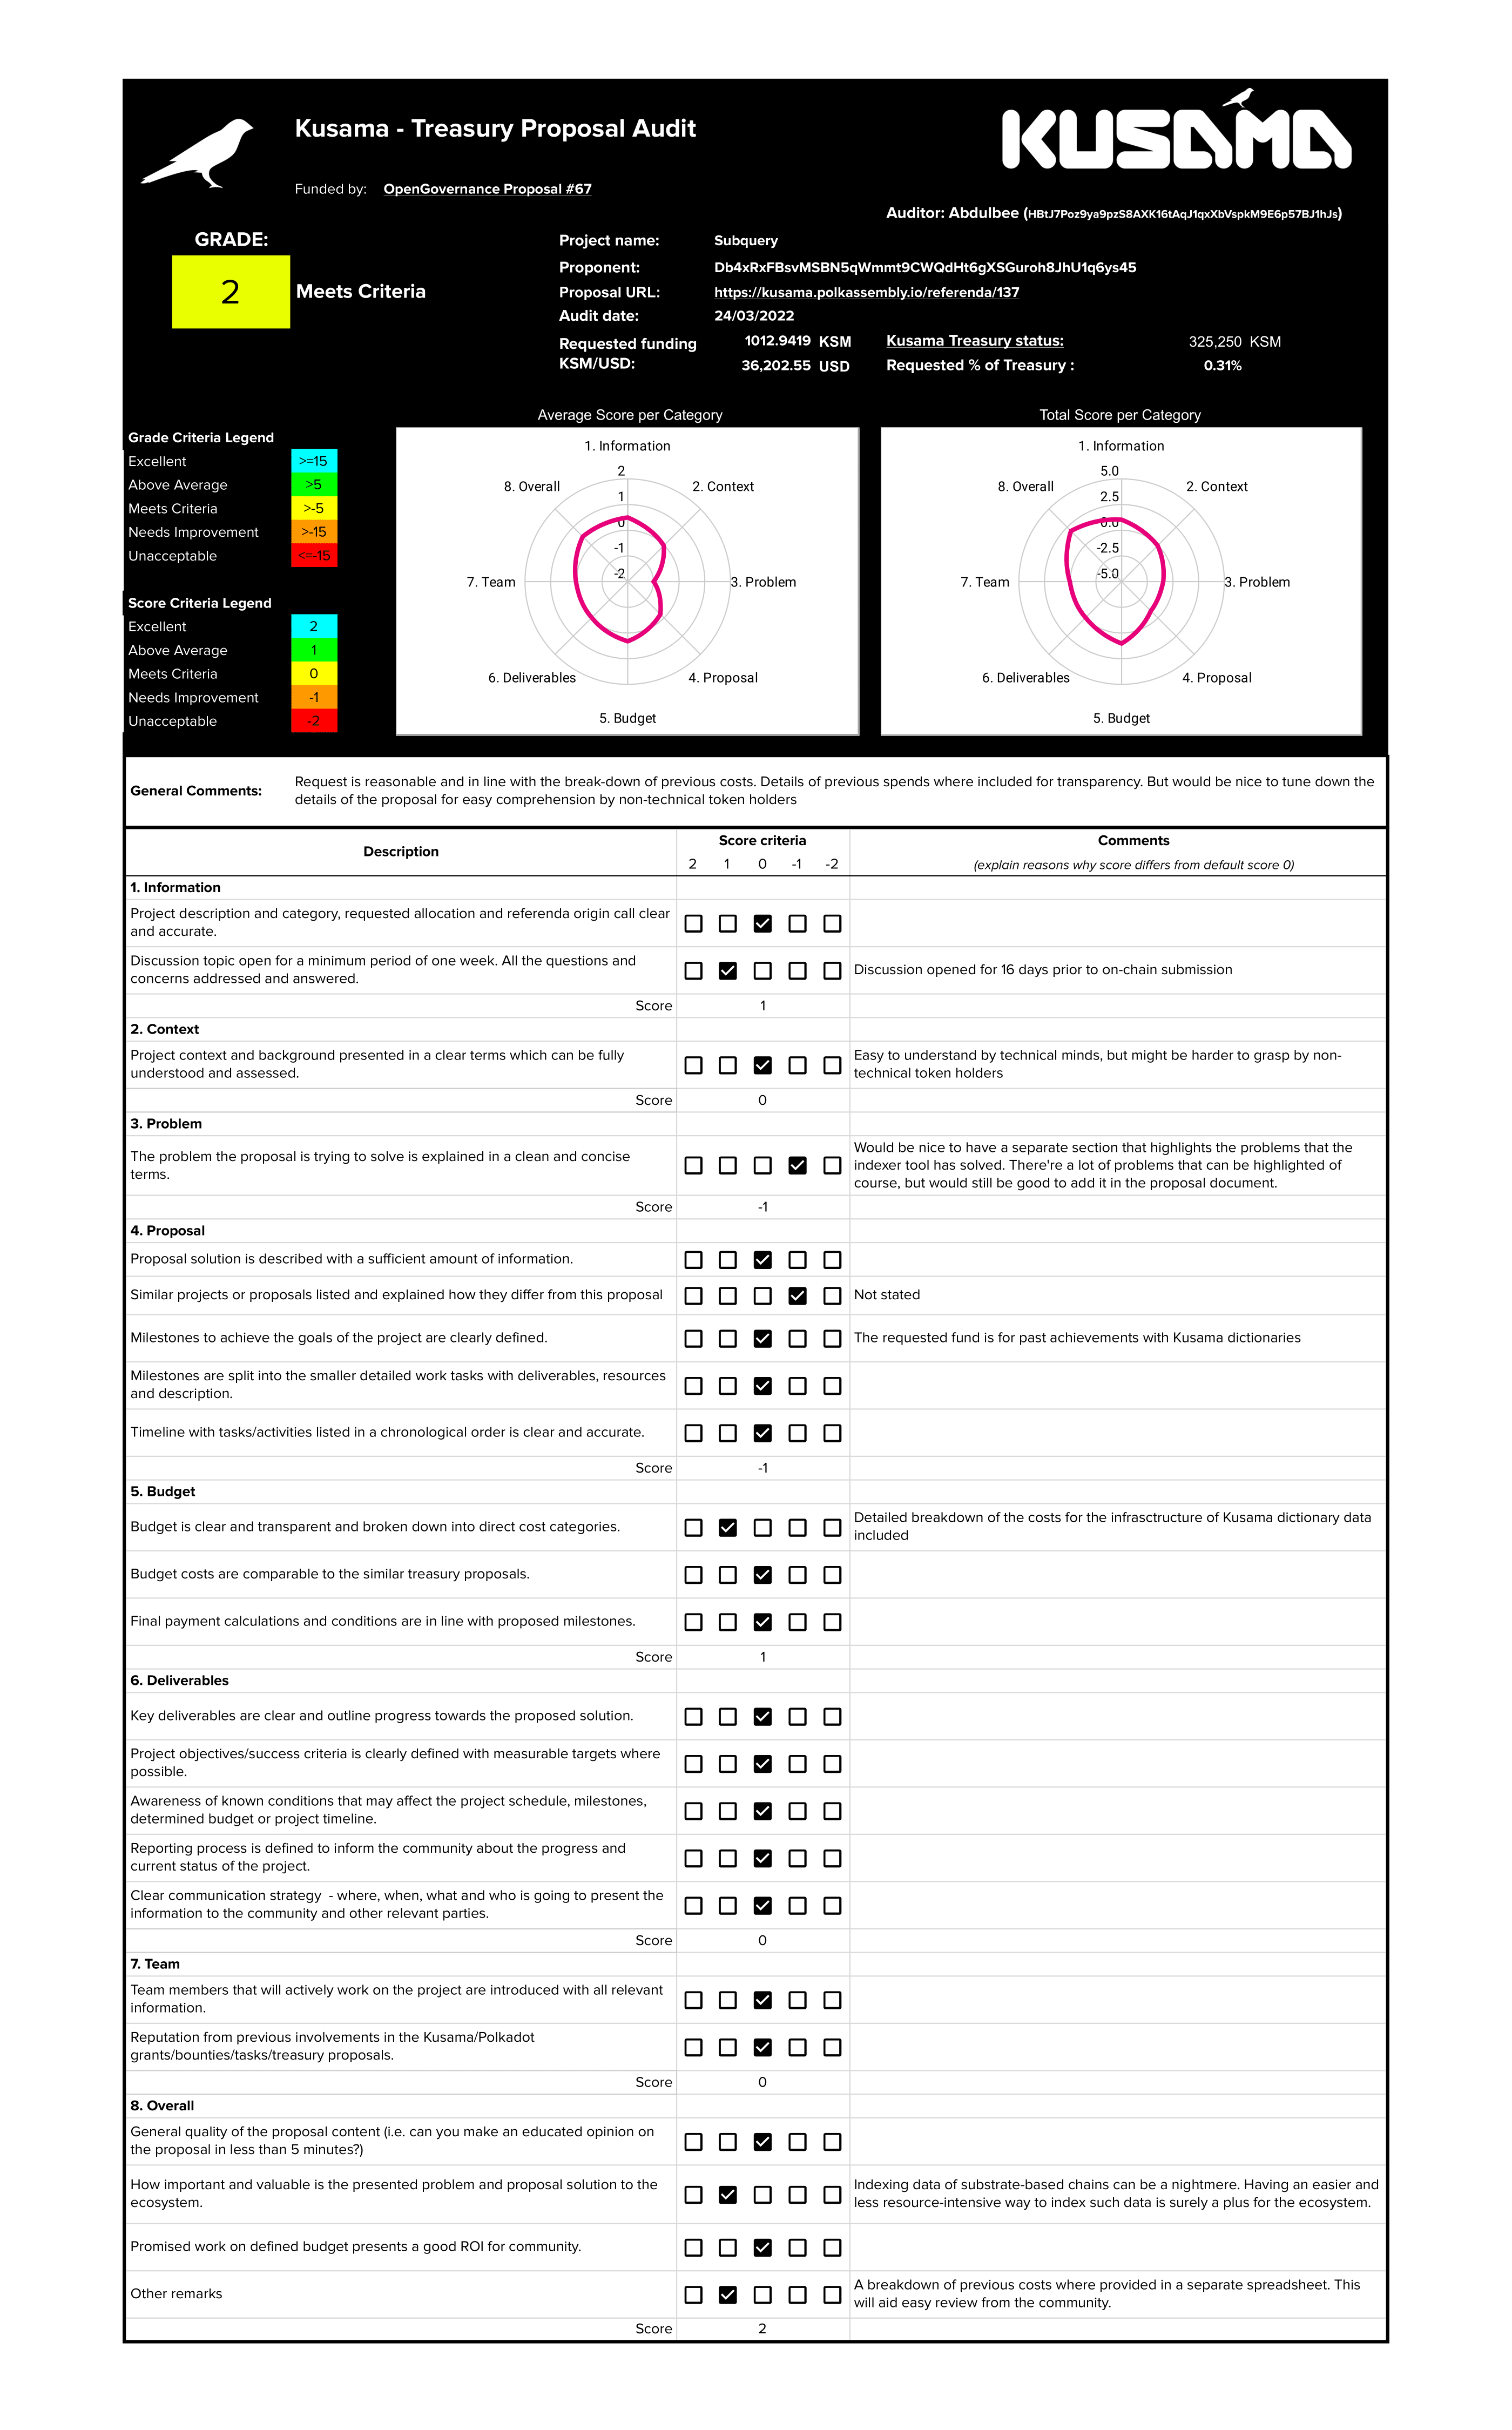 Kusama - Treasury Proposal Audit
KUSAMA
Funded by: OpenGovernance Proposal #67
Auditor: Abdulbee (HBtJ7Poz9ya9pzS8AXK16tAqJ1qxXbVspkM9E6p57BJ1hJs)
GRADE:
2
Meets Criteria
Project name: Subquery
Proponent: Db4xRxFBsvMSBN5qWmmt9CWQdHt6gXSGuroh8JhU1q6ys45
Proposal URL: https://kusama.polkassembly.io/referenda/137
Audit date: 24/03/2022
Requested funding
KSM/USD:
1012.9419 KSM
36,202.55 USD
Kusama Treasury status: 325,250 KSM
Requested % of Treasury : 0.31%
Grade Criteria Legend
Excellent >=15
Above Average >5
Meets Criteria >-5
Needs Improvement >-15
Unacceptable <=-15
Score Criteria Legend
Excellent 2
Above Average 1
Meets Criteria 0
Needs Improvement -1
Unacceptable -2
Average Score per Category
1. Information
2
8. Overall
2. Context
1
0
-1
-2
7. Team
3. Problem
6. Deliverables
4. Proposal
5. Budget
Total Score per Category
1. Information
5.0
8. Overall
2. Context
2.5
0.0
-2.5
-5.0
7. Team
3. Problem
6. Deliverables
4. Proposal
5. Budget
General Comments:
Request is reasonable and in line with the break-down of previous costs. Details of previous spends where included for transparency. But would be nice to tune down the
details of the proposal for easy comprehension by non-technical token holders
Description
Score criteria
2 1 0 -1 -2
Comments
(explain reasons why score differs from default score 0)
1. Information
Project description and category, requested allocation and referenda origin call clear
and accurate.
Discussion topic open for a minimum period of one week. All the questions and
concerns addressed and answered.
Discussion opened for 16 days prior to on-chain submission
Score 1
2. Context
Project context and background presented in a clear terms which can be fully
understood and assessed.
Easy to understand by technical minds, but might be harder to grasp by non-
technical token holders
Score 0
3. Problem
The problem the proposal is trying to solve is explained in a clean and concise
terms.
Would be nice to have a separate section that highlights the problems that the
indexer tool has solved. There're a lot of problems that can be highlighted of
course, but would still be good to add it in the proposal document.
Score -1
4. Proposal
Proposal solution is described with a sufficient amount of information.
Similar projects or proposals listed and explained how they differ from this proposal
Not stated
Milestones to achieve the goals of the project are clearly defined.
The requested fund is for past achievements with Kusama dictionaries
Milestones are split into the smaller detailed work tasks with deliverables, resources
and description.
Timeline with tasks/activities listed in a chronological order is clear and accurate.
Score -1
5. Budget
Budget is clear and transparent and broken down into direct cost categories.
Detailed breakdown of the costs for the infrasctructure of Kusama dictionary data
included
Budget costs are comparable to the similar treasury proposals.
Final payment calculations and conditions are in line with proposed milestones.
Score 1
6. Deliverables
Key deliverables are clear and outline progress towards the proposed solution.
Project objectives/success criteria is clearly defined with measurable targets where
possible.
Awareness of known conditions that may affect the project schedule, milestones,
determined budget or project timeline.
Reporting process is defined to inform the community about the progress and
current status of the project.
Clear communication strategy - where, when, what and who is going to present the
information to the community and other relevant parties.
Score 0
7. Team
Team members that will actively work on the project are introduced with all relevant
information.
Reputation from previous involvements in the Kusama/Polkadot
grants/bounties/tasks/treasury proposals.
Score 0
8. Overall
General quality of the proposal content (i.e. can you make an educated opinion on
the proposal in less than 5 minutes?)
How important and valuable is the presented problem and proposal solution to the
ecosystem.
Indexing data of substrate-based chains can be a nightmere. Having an easier and
less resource-intensive way to index such data is surely a plus for the ecosystem.
Promised work on defined budget presents a good ROI for community.
Other remarks
A breakdown of previous costs where provided in a separate spreadsheet. This
will aid easy review from the community.
Score 2